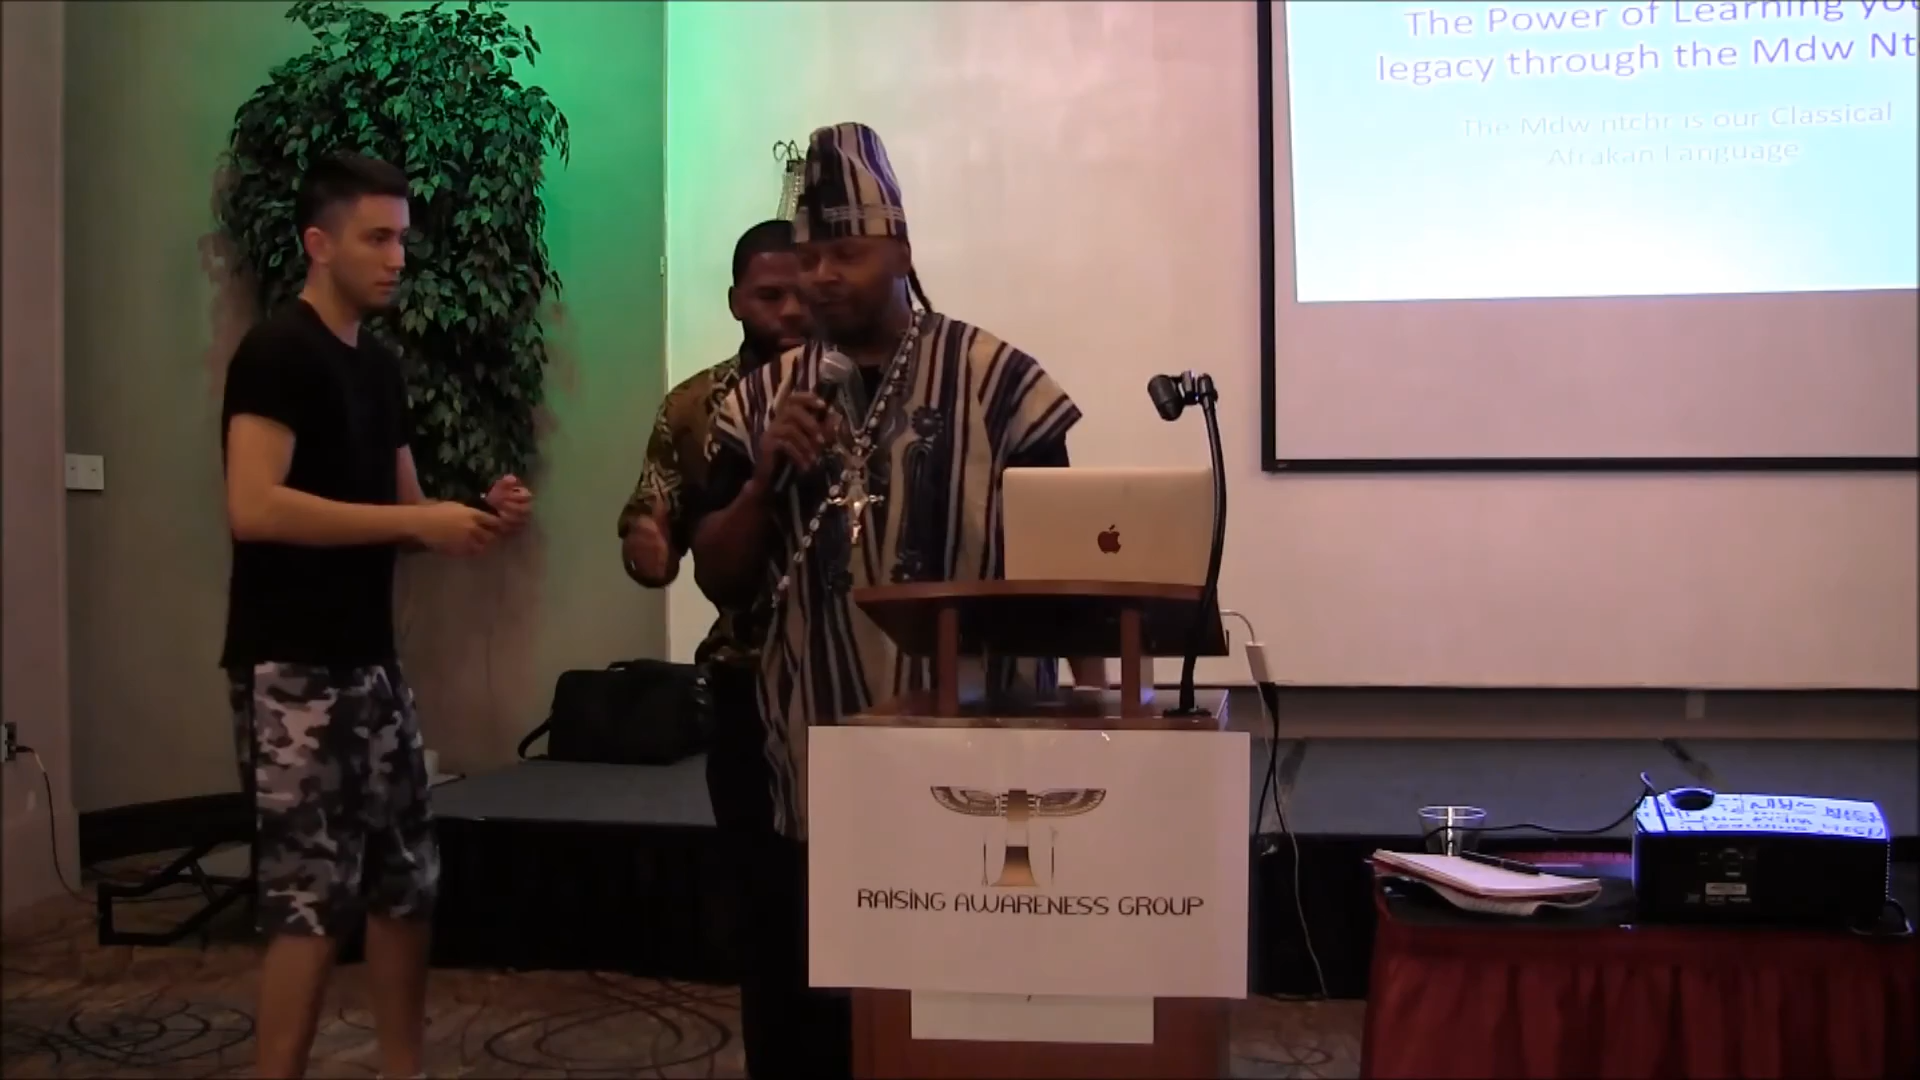 The Power of Learning you
legacy through the Mdw Nt
The Mdw ntchr is our Classical
Afrakan Language
RAISING AWARENESS GROUP